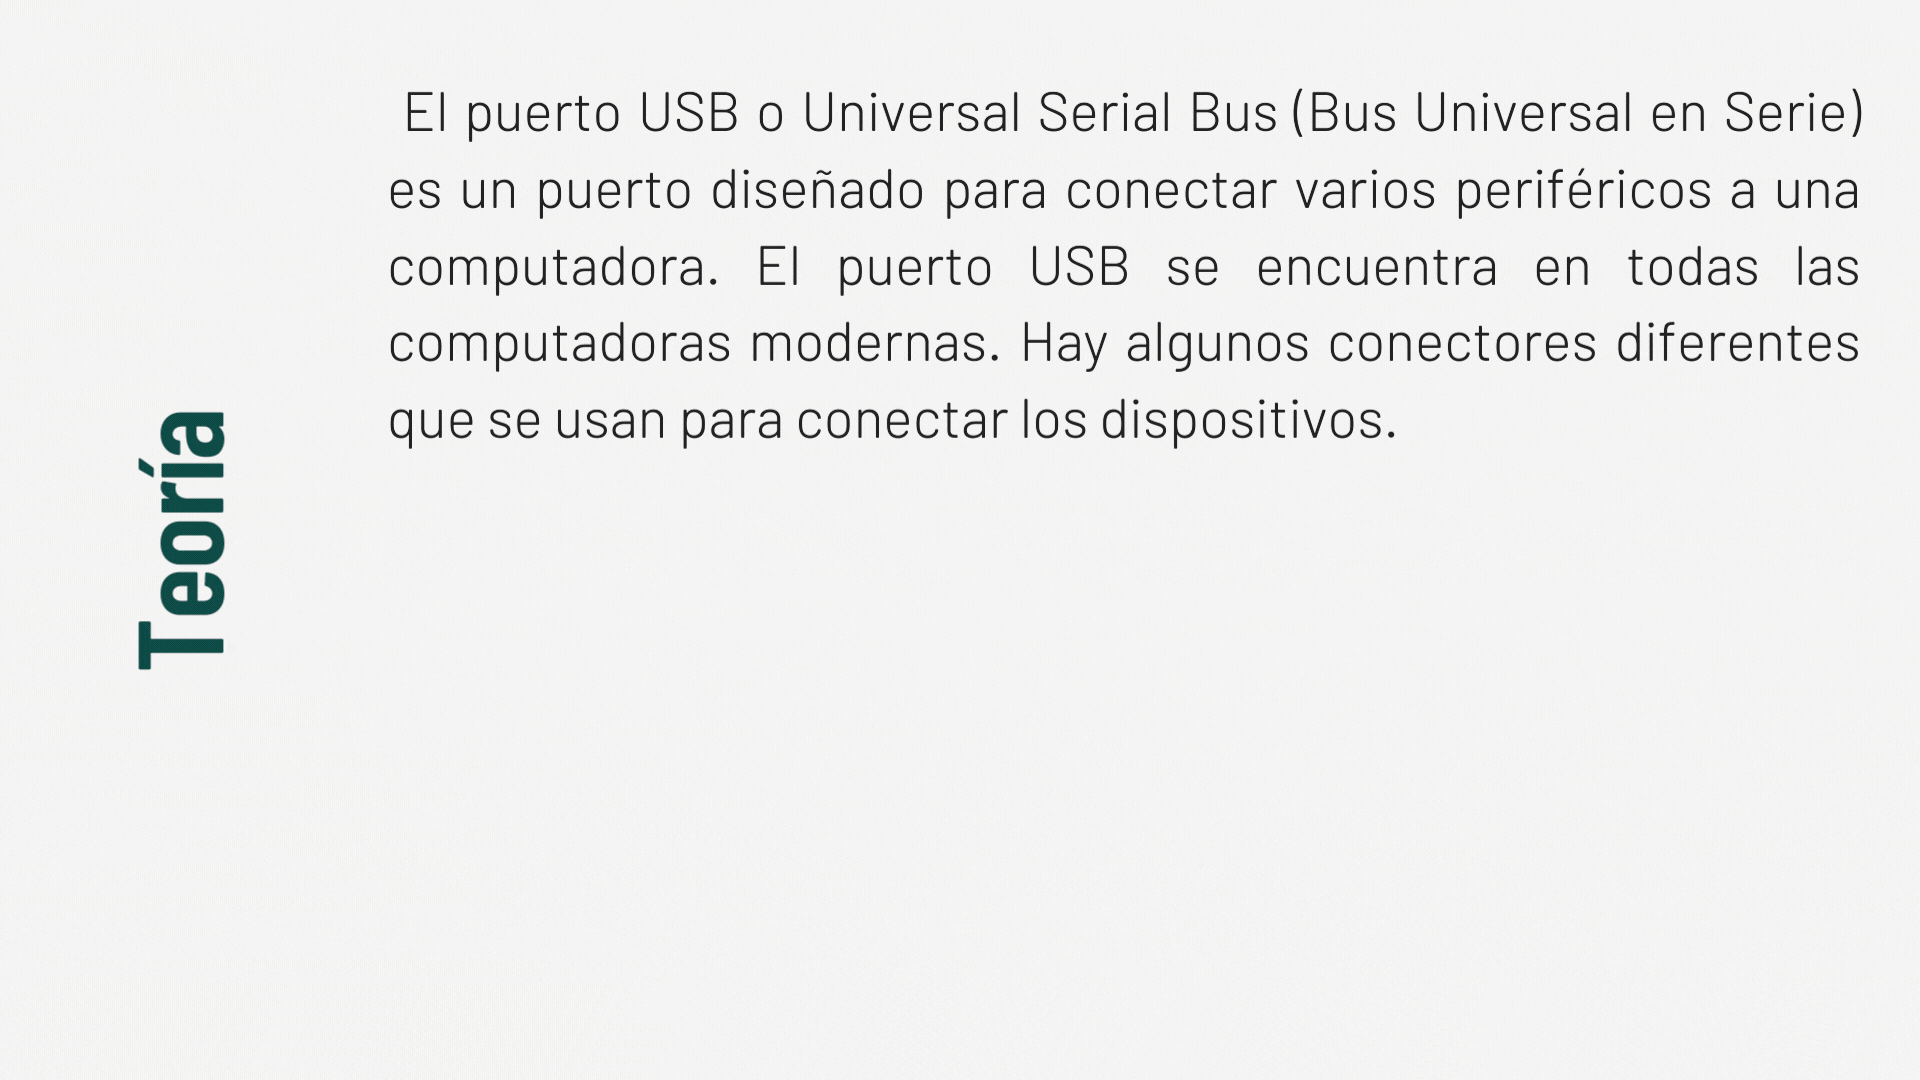 El puerto USB o Universal Serial Bus (Bus Universal en Serie)
es un puerto diseñado para conectar varios periféricos a una
computadora. El puerto USB se encuentra en todas las
computadoras modernas. Hay algunos conectores diferentes
que se usan para conectar los dispositivos.
Teoría